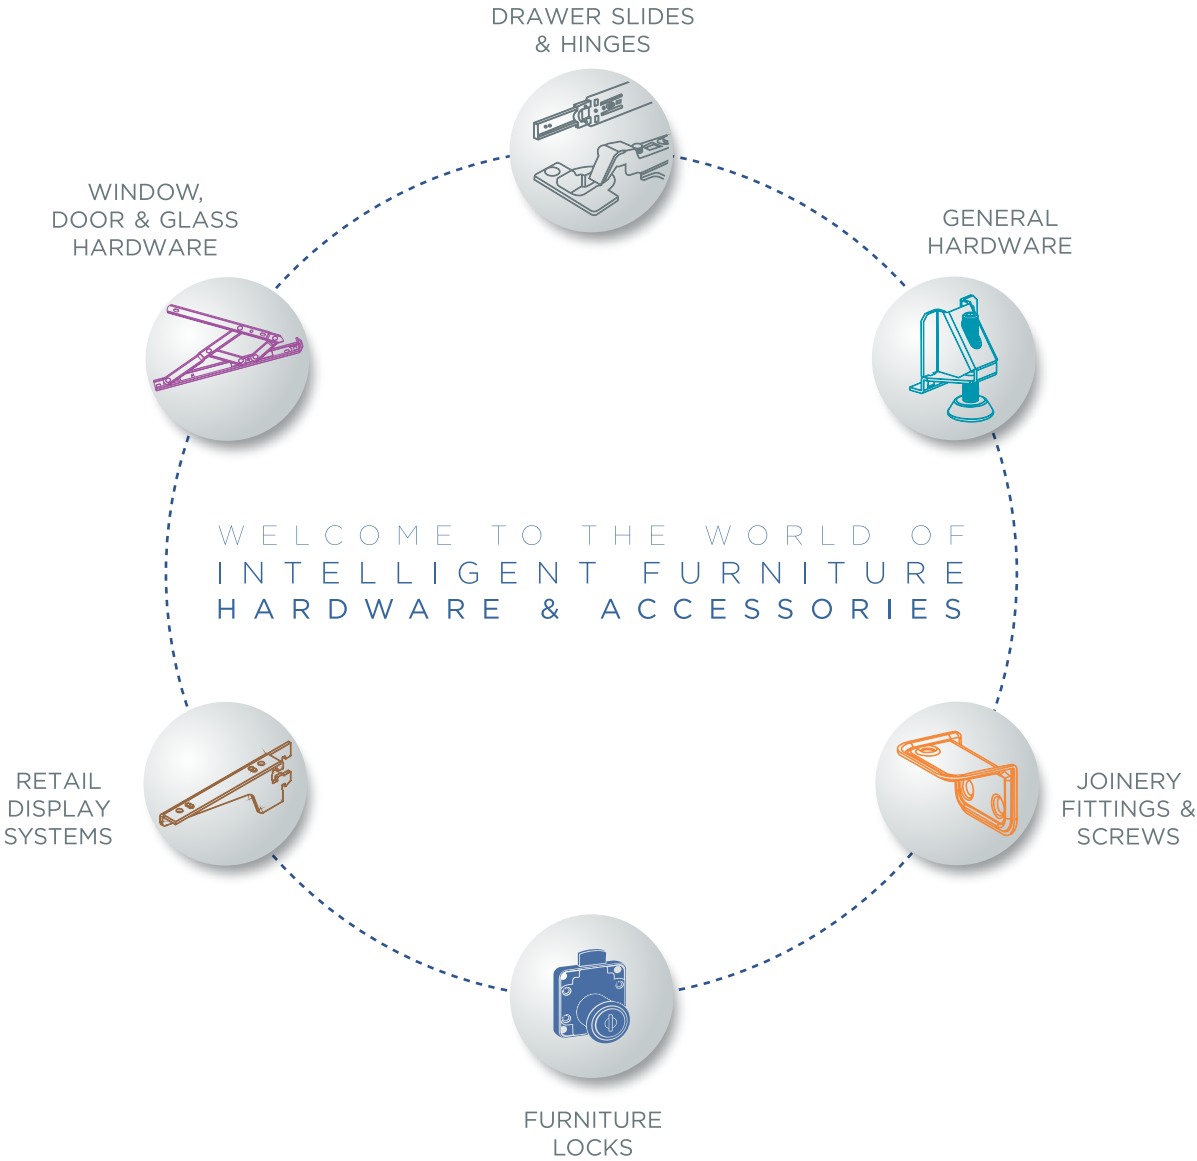 DRAWER SLIDES
& HINGES
WINDOW,
DOOR & GLASS
HARDWARE
GENERAL
HARDWARE
WELCOME TO THE WORLD OF
INTELLIGENT FURNITURE
HARDWARE & ACCESSORIES
RETAIL
DISPLAY
SYSTEMS
JOINERY
FITTINGS &
SCREWS
FURNITURE
LOCKS